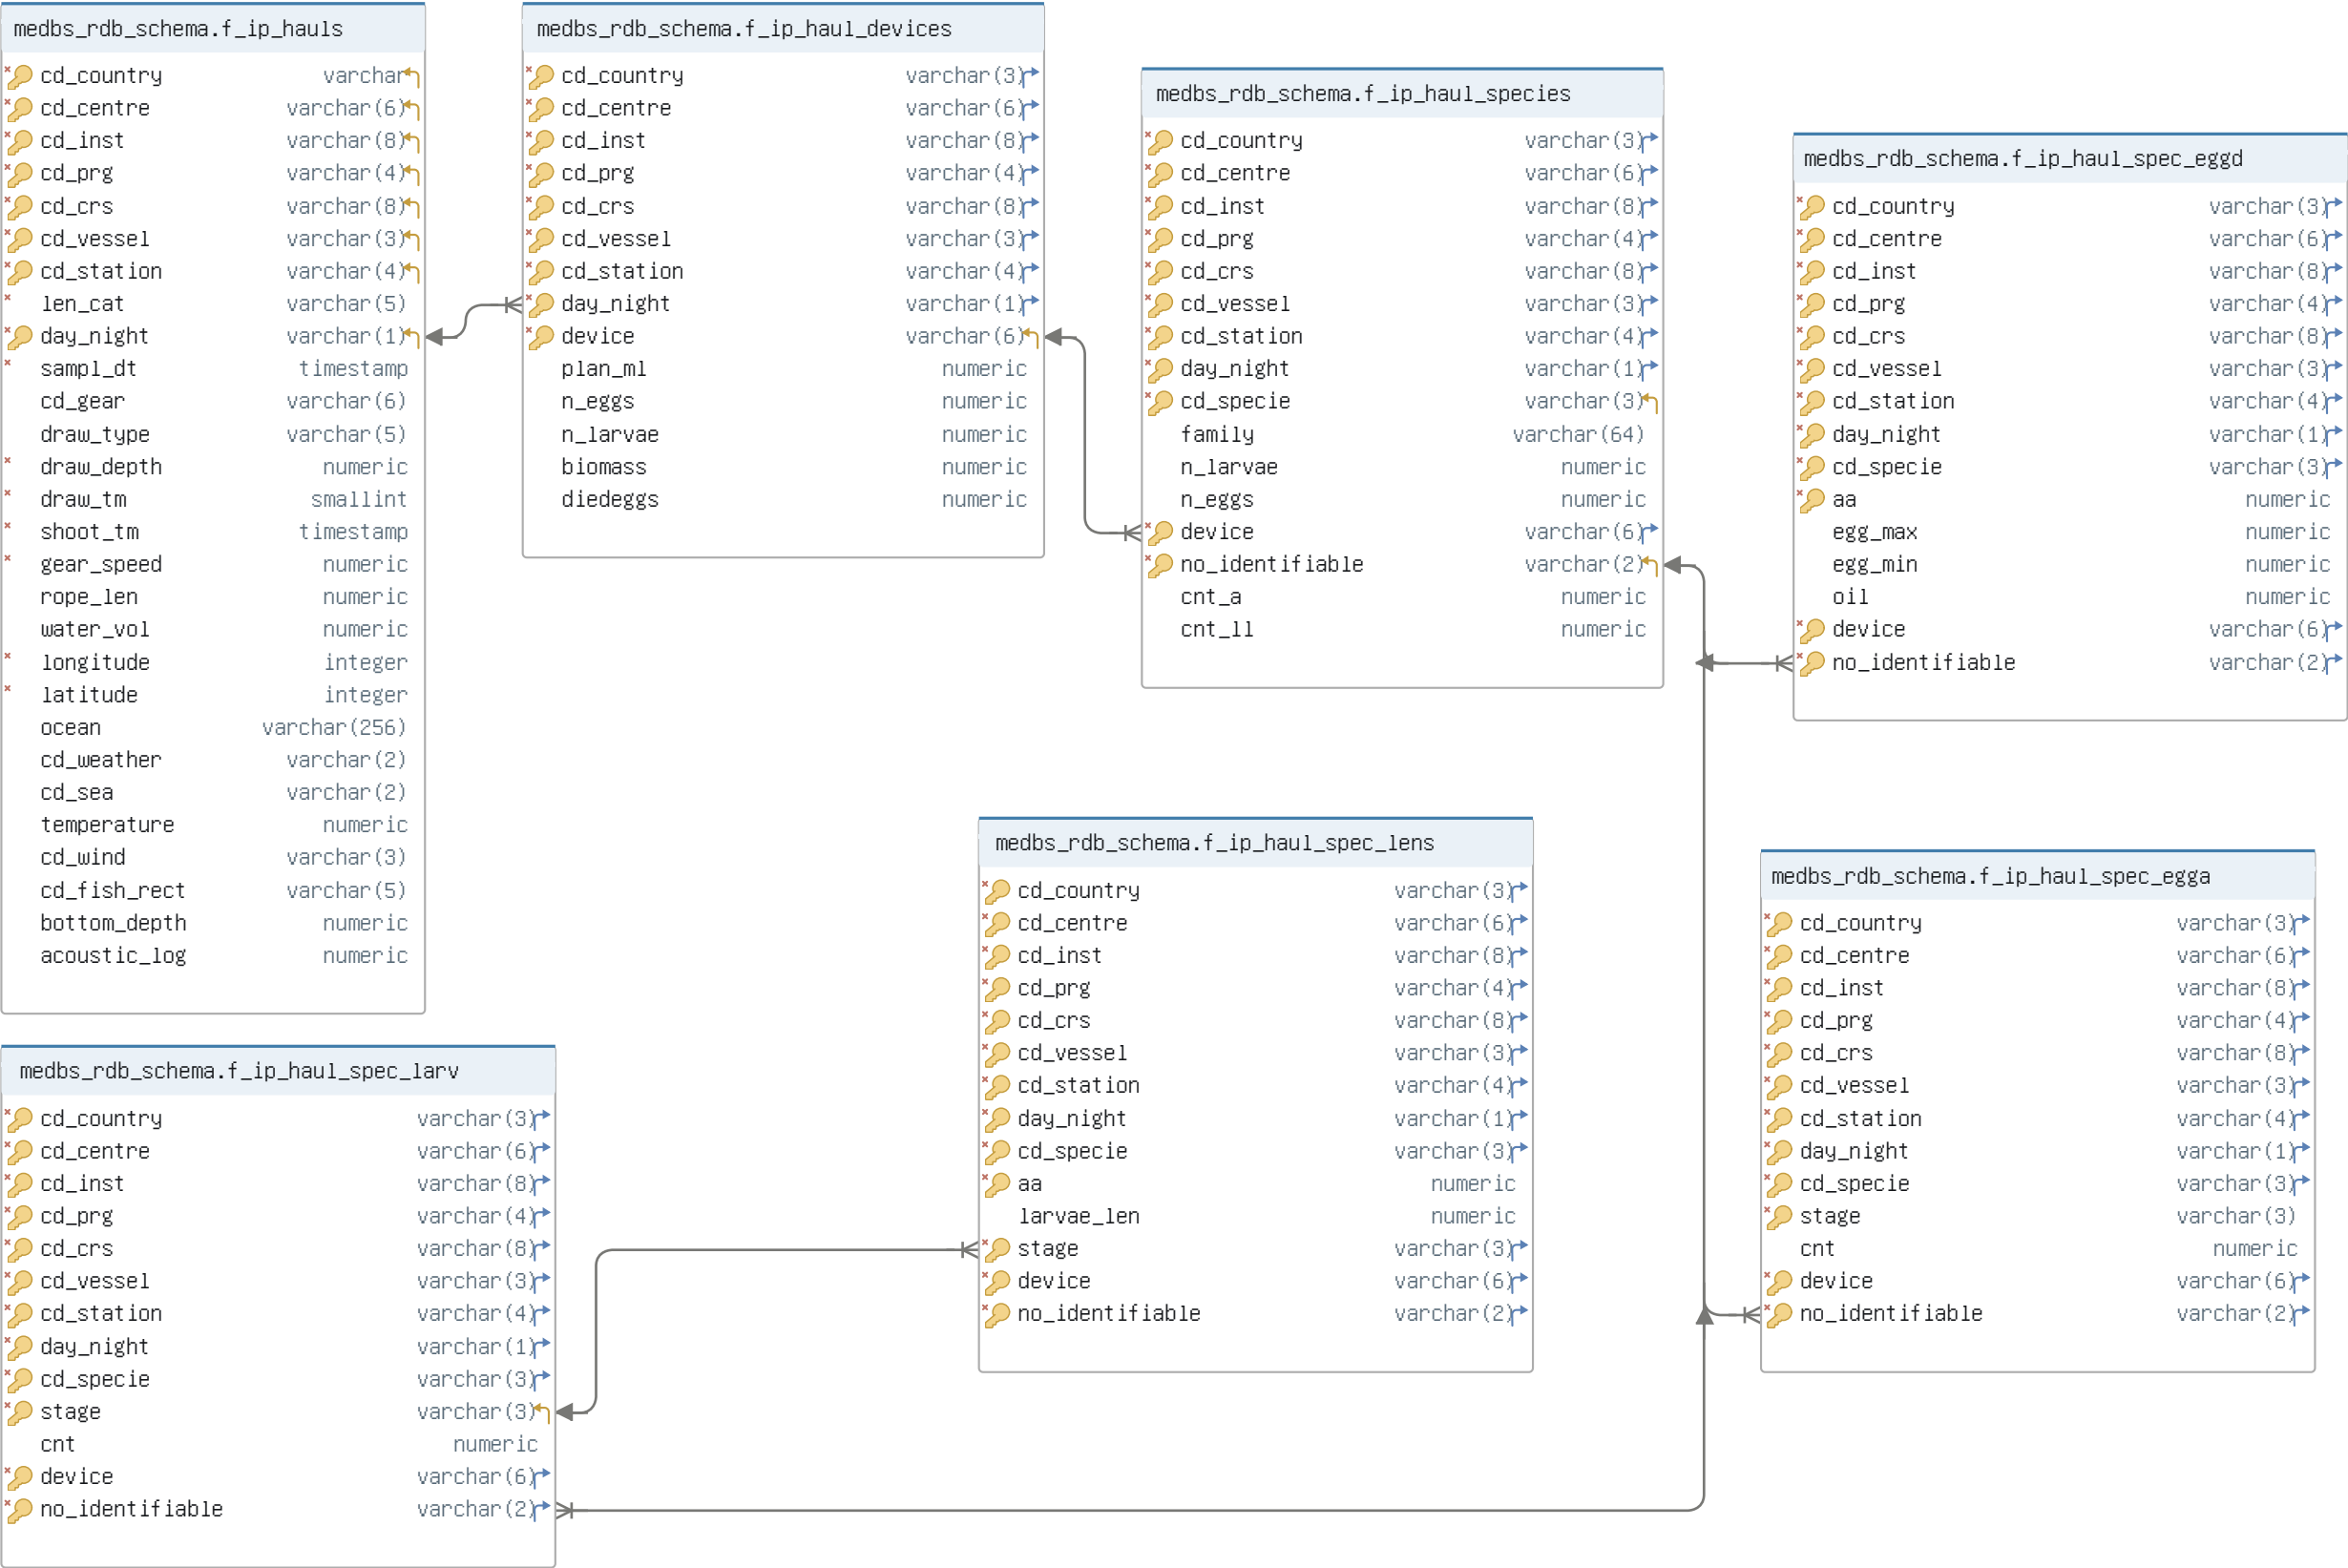 medbs_rdb_schema.f_ip_hauls
cd_country varchar
cd_centre varchar(6)
cd_inst varchar(8)
cd_prg varchar(4)
cd_crs varchar(8)
cd_vessel varchar(3)
cd_station varchar(4)
len_cat varchar(5)
day_night varchar(1)
sampl_dt timestamp
cd_gear varchar(6)
draw_type varchar(5)
draw_depth numeric
draw_tm smallint
shoot_tm timestamp
gear_speed numeric
rope_len numeric
water_vol numeric
longitude integer
latitude integer
ocean varchar(256)
cd_weather varchar(2)
cd_sea varchar(2)
temperature numeric
cd_wind varchar(3)
cd_fish_rect varchar(5)
bottom_depth numeric
acoustic_log numeric
medbs_rdb_schema.f_ip_haul_devices
cd_country varchar(3)
cd_centre varchar(6)
cd_inst varchar(8)
cd_prg varchar(4)
cd_crs varchar(8)
cd_vessel varchar(3)
cd_station varchar(4)
day_night varchar(1)
device varchar(6)
plan_ml numeric
n_eggs numeric
n_larvae numeric
biomass numeric
diedeggs numeric
medbs_rdb_schema.f_ip_haul_species
cd_country varchar(3)
cd_centre varchar(6)
cd_inst varchar(8)
cd_prg varchar(4)
cd_crs varchar(8)
cd_vessel varchar(3)
cd_station varchar(4)
day_night varchar(1)
cd_specie varchar(3)
family varchar(64)
n_larvae numeric
n_eggs numeric
device varchar(6)
no_identifiable varchar(2)
cnt_a numeric
cnt_ll numeric
medbs_rdb_schema.f_ip_haul_spec_eggd
cd_country varchar(3)
cd_centre varchar(6)
cd_inst varchar(8)
cd_prg varchar(4)
cd_crs varchar(8)
cd_vessel varchar(3)
cd_station varchar(4)
day_night varchar(1)
cd_specie varchar(3)
aa numeric
egg_max numeric
egg_min numeric
oil numeric
device varchar(6)
no_identifiable varchar(2)
medbs_rdb_schema.f_ip_haul_spec_lens
cd_country varchar(3)
cd_centre varchar(6)
cd_inst varchar(8)
cd_prg varchar(4)
cd_crs varchar(8)
cd_vessel varchar(3)
cd_station varchar(4)
day_night varchar(1)
cd_specie varchar(3)
aa numeric
larvae_len numeric
stage varchar(3)
device varchar(6)
no_identifiable varchar(2)
medbs_rdb_schema.f_ip_haul_spec_egga
cd_country varchar(3)
cd_centre varchar(6)
cd_inst varchar(8)
cd_prg varchar(4)
cd_crs varchar(8)
cd_vessel varchar(3)
cd_station varchar(4)
day_night varchar(1)
cd_specie varchar(3)
stage varchar(3)
cnt numeric
device varchar(6)
no_identifiable varchar(2)
medbs_rdb_schema.f_ip_haul_spec_larv
cd_country varchar(3)
cd_centre varchar(6)
cd_inst varchar(8)
cd_prg varchar(4)
cd_crs varchar(8)
cd_vessel varchar(3)
cd_station varchar(4)
day_night varchar(1)
cd_specie varchar(3)
stage varchar(3)
cnt numeric
device varchar(6)
no_identifiable varchar(2)